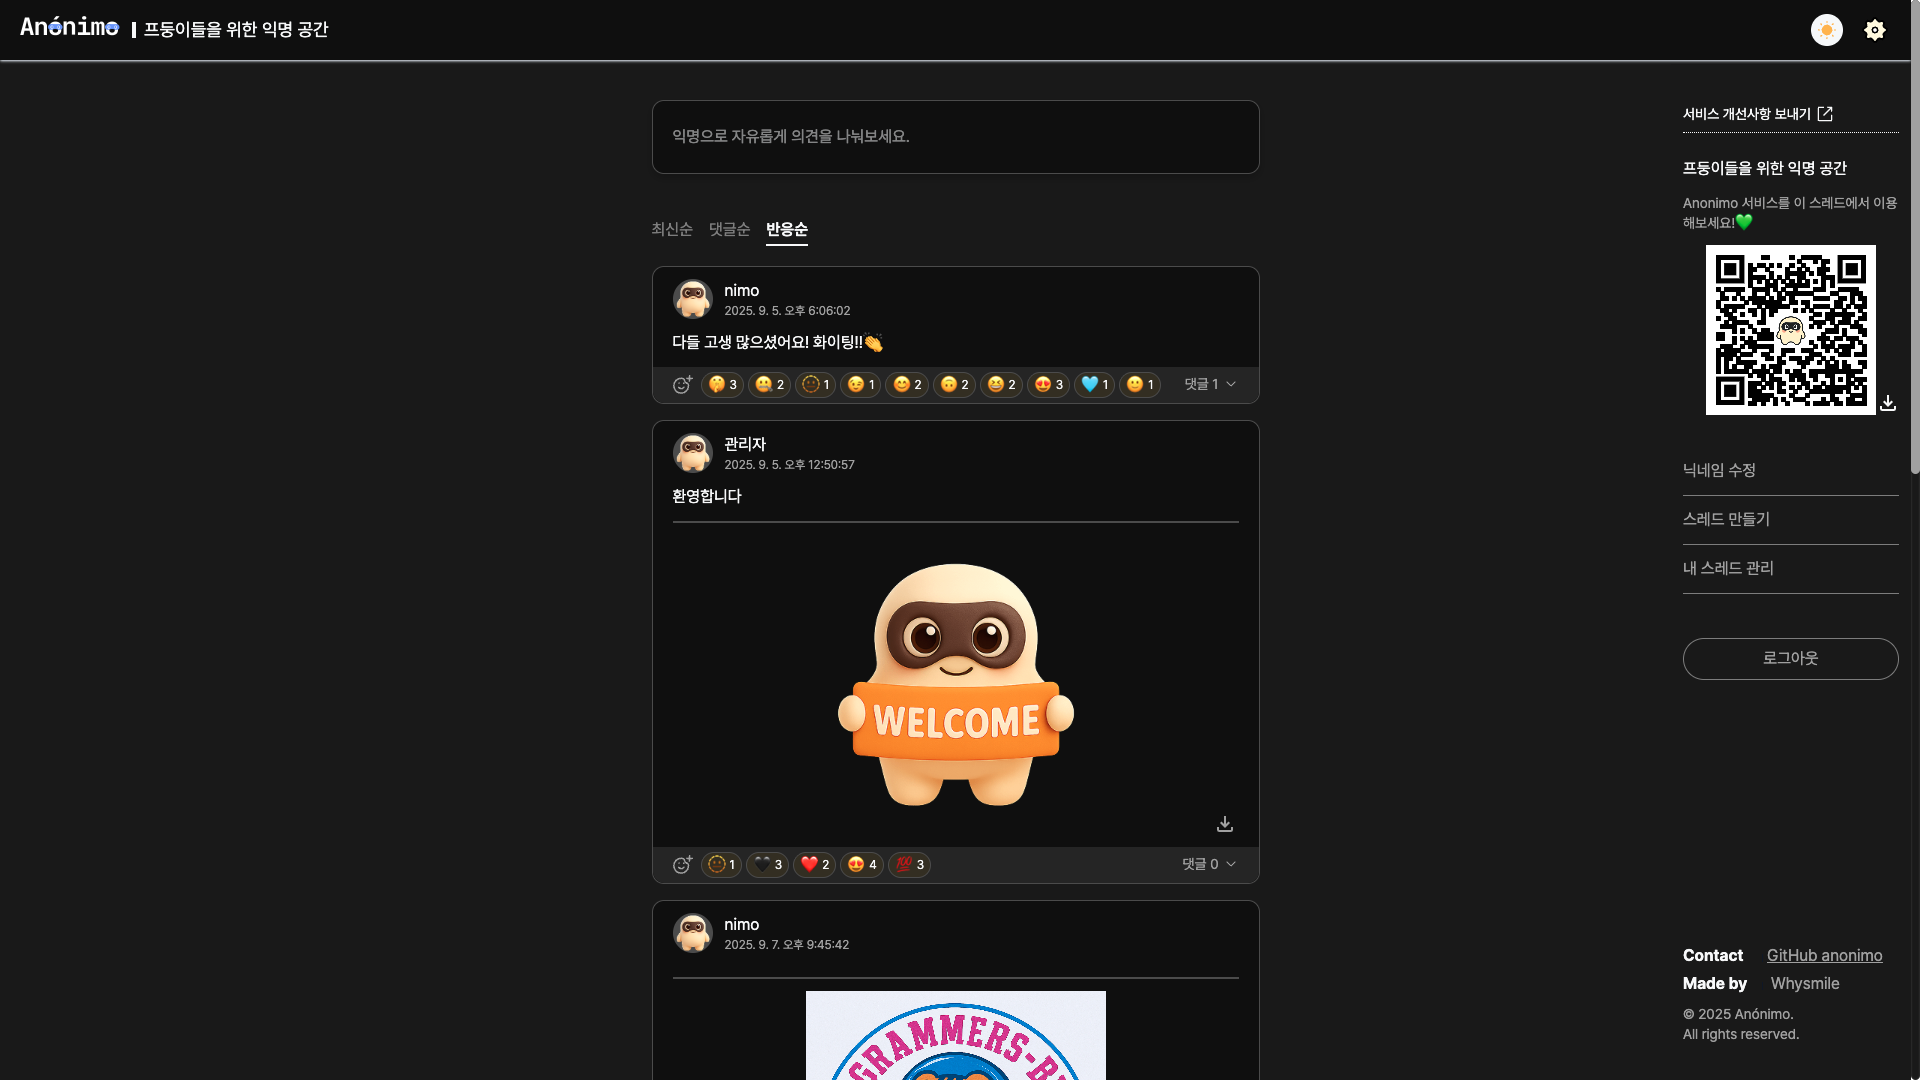 Anónimo
프둥이들을 위한 익명 공간
익명으로 자유롭게 의견을 나눠보세요.
최신순 댓글순 반응순
nimo
2025. 9. 5. 오후 6:06:02
다들 고생 많으셨어요! 화이팅!!👏
🤔 3 🤐 2 🫥 1 😉 1 😊 2 🙃 2 😆 2 😍 3 🩵 1 🙂 1 댓글 1
관리자
2025. 9. 5. 오후 12:50:57
환영합니다
WELCOME
🫥 1 🖤 3 ❤️ 2 😍 4 💯 3 댓글 0
nimo
2025. 9. 7. 오후 9:45:42
GRAMMERS-B
서비스 개선사항 보내기
프둥이들을 위한 익명 공간
Anonimo 서비스를 이 스레드에서 이용
해보세요!💚
닉네임 수정
스레드 만들기
내 스레드 관리
로그아웃
Contact GitHub anonimo
Made by Whysmile
© 2025 Anónimo.
All rights reserved.